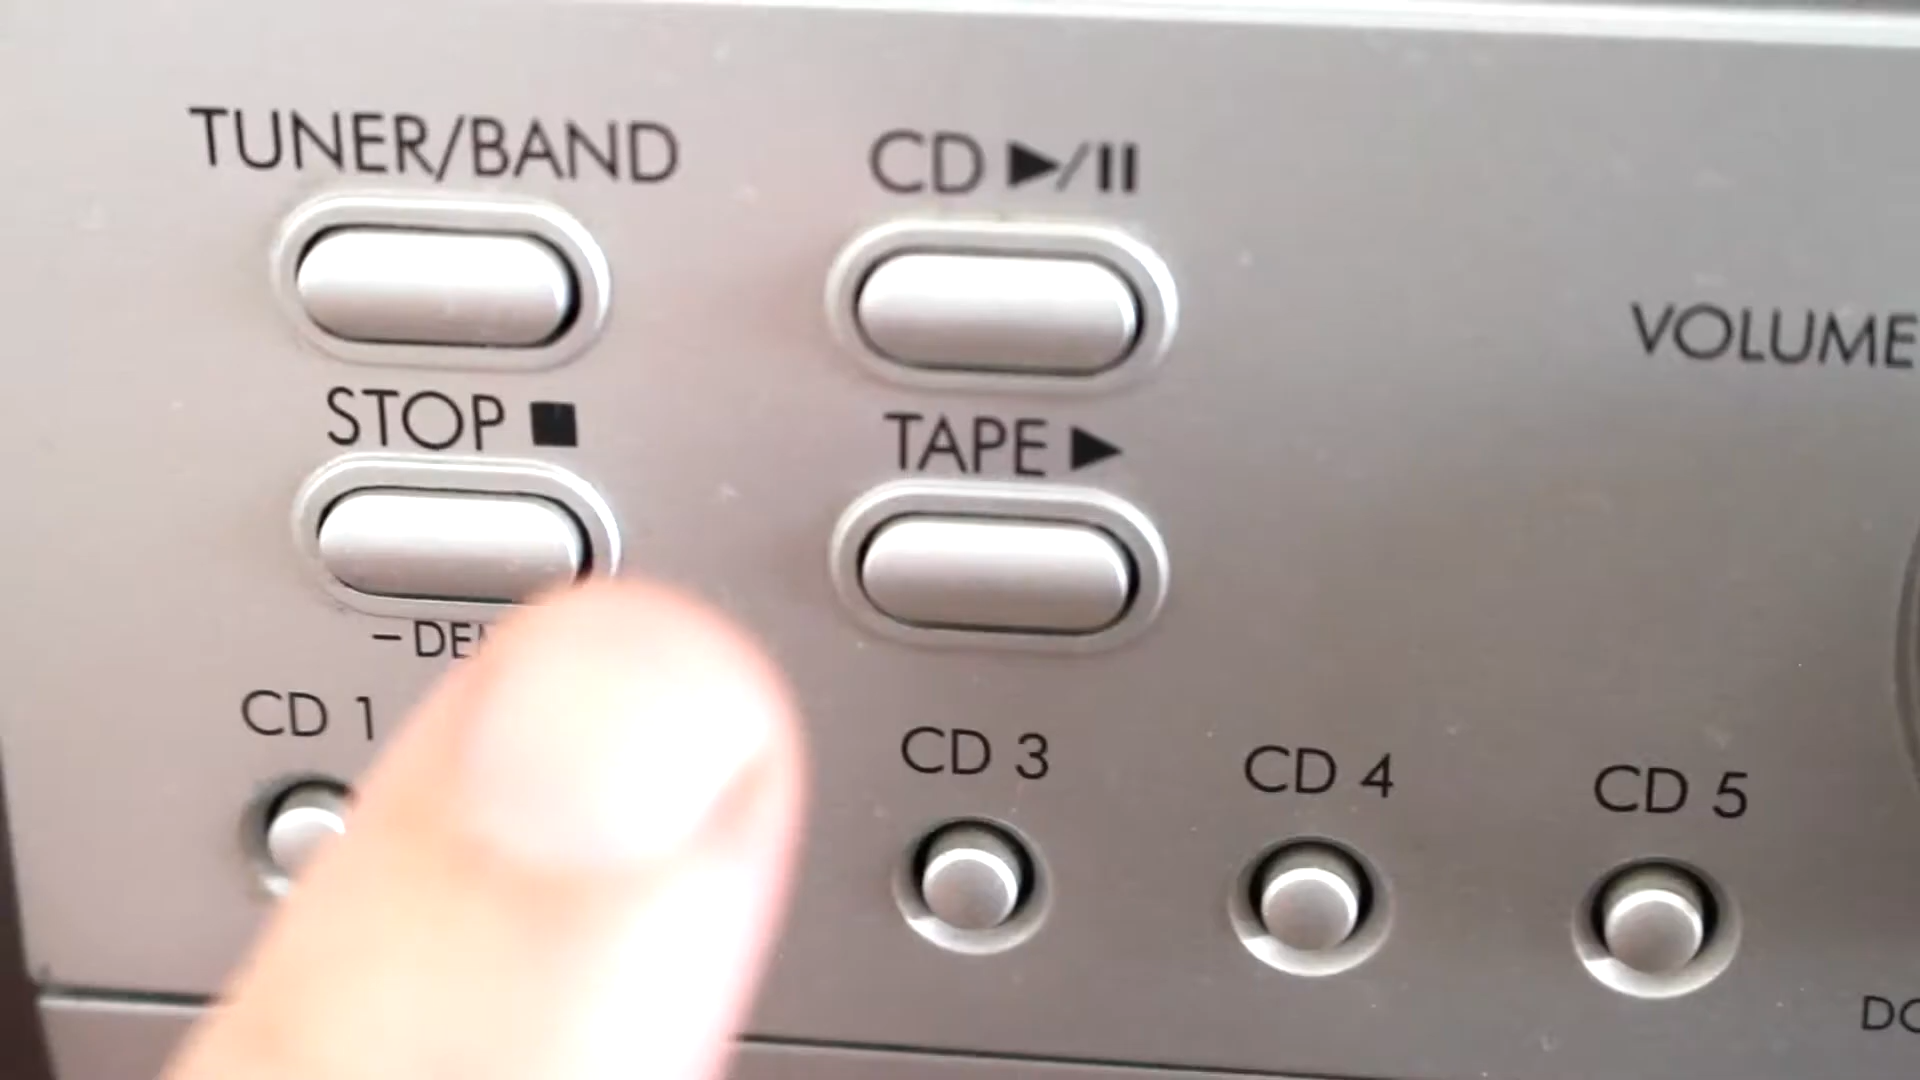 TUNER/BAND
CD ▶/II
VOLUME
STOP ■
TAPE ▶
CD 1
CD 3
CD 4
CD 5